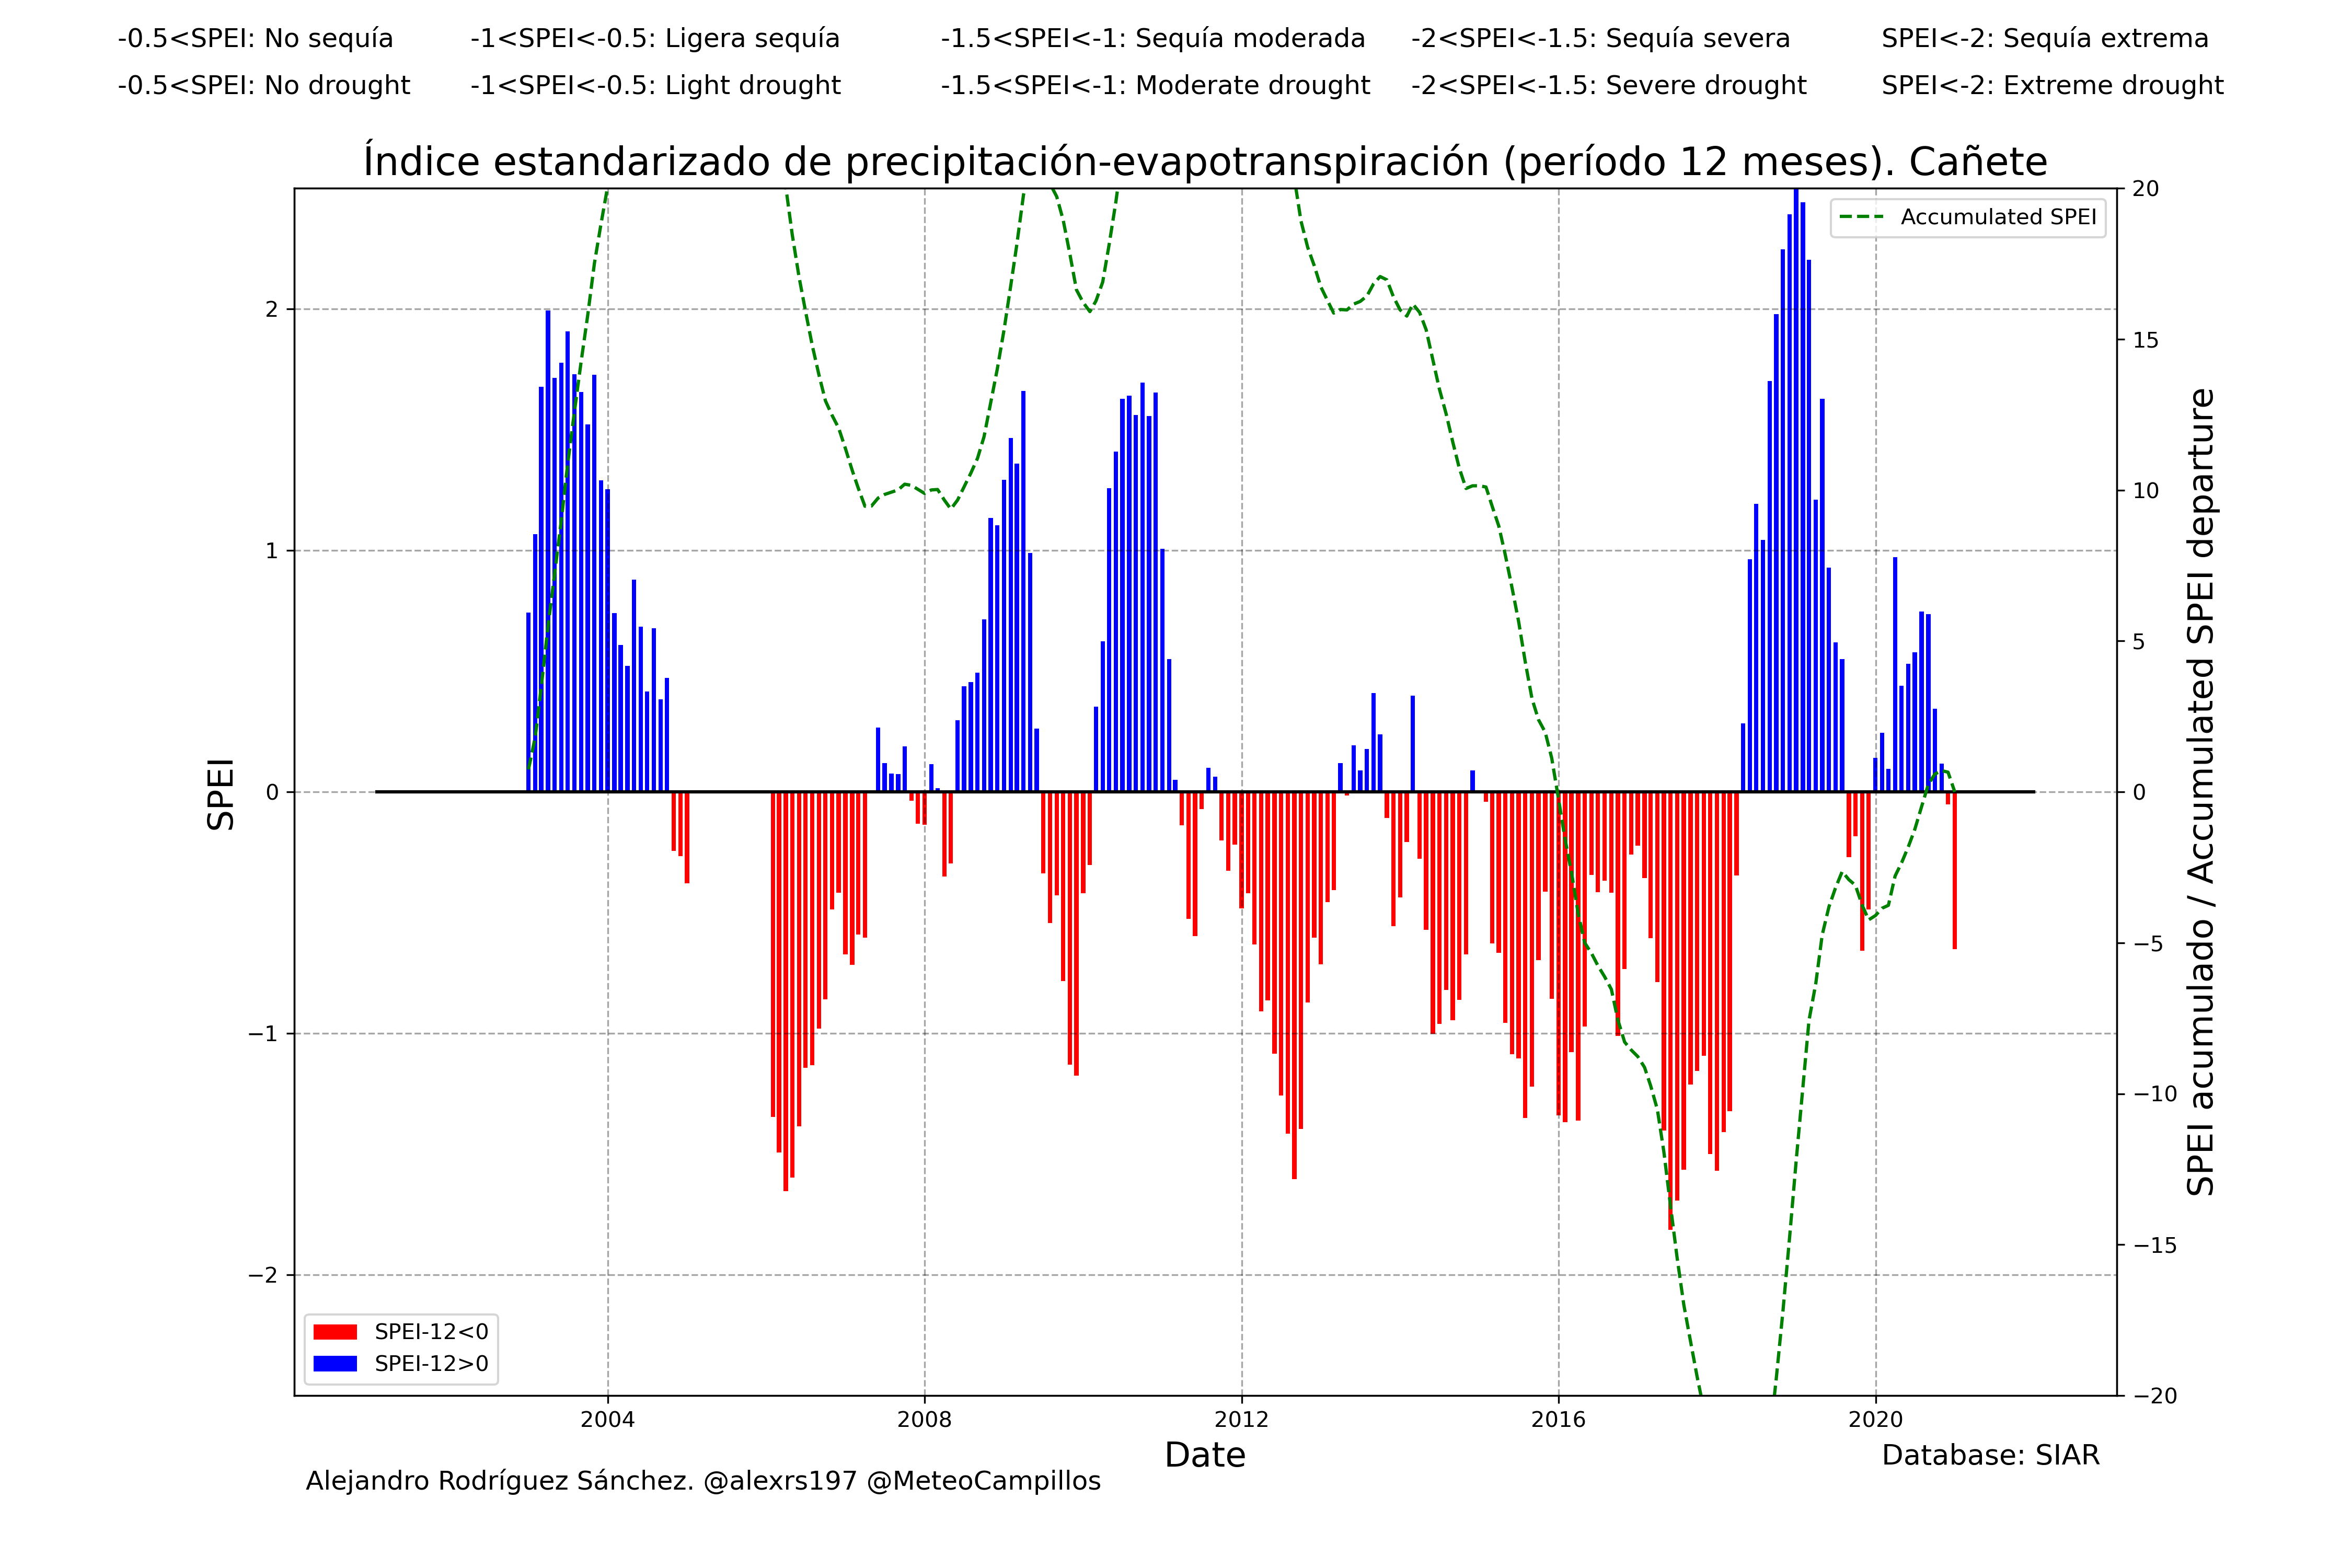 -0.5<SPEI: No sequía -1<SPEI<-0.5: Ligera sequía -1.5<SPEI<-1: Sequía moderada -2<SPEI<-1.5: Sequía severa SPEI<-2: Sequía extrema
-0.5<SPEI: No drought -1<SPEI<-0.5: Light drought -1.5<SPEI<-1: Moderate drought -2<SPEI<-1.5: Severe drought SPEI<-2: Extreme drought
Índice estandarizado de precipitación-evapotranspiración (período 12 meses). Cañete
Accumulated SPEI
SPEI
2
1
0
−1
−2
20
15
10
5
0
−5
−10
−15
−20
SPEI acumulado / Accumulated SPEI departure
SPEI-12<0
SPEI-12>0
2004 2008 2012 2016 2020
Date
Database: SIAR
Alejandro Rodríguez Sánchez. @alexrs197 @MeteoCampillos